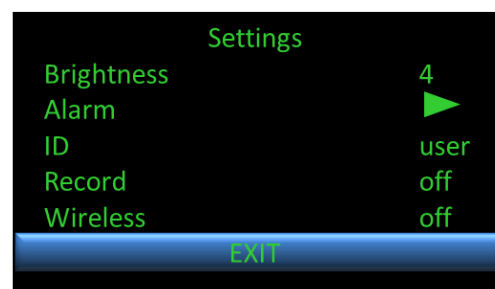 Settings
Brightness 4
Alarm
ID user
Record off
Wireless off
EXIT